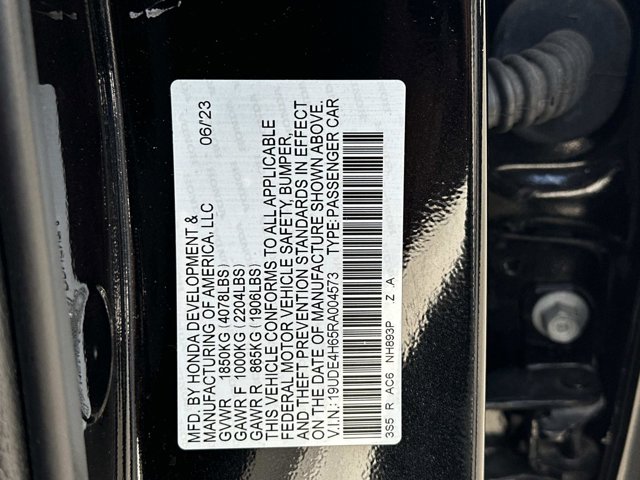 MFD. BY HONDA DEVELOPMENT & 06/23
MANUFACTURING OF AMERICA, LLC
GVWR 1850KG (4078LBS)
GAWR F 1000KG (2204LBS)
GAWR R 865KG (1906LBS)
THIS VEHICLE CONFORMS TO ALL APPLICABLE
FEDERAL MOTOR VEHICLE SAFETY, BUMPER,
AND THEFT PREVENTION STANDARDS IN EFFECT
ON THE DATE OF MANUFACTURE SHOWN ABOVE.
V.I.N.: 19UDE4H65RA004573 TYPE: PASSENGER CAR
3S5 R AC6 NH893P Z A